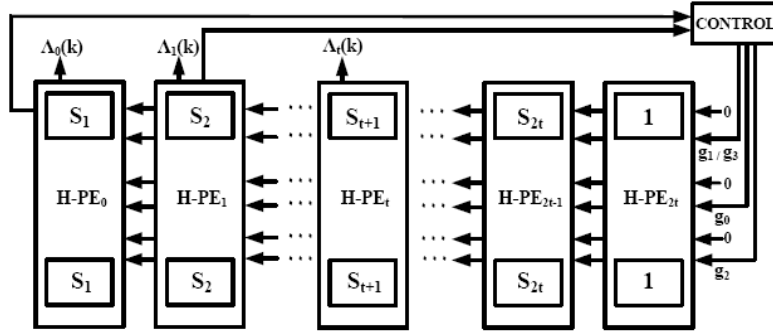 CONTROL
Λ₀(k) Λ₁(k) Λₜ(k)
S₁ S₂ ... ... Sₜ₊₁ ... ... S₂ₜ 1 0
g₁ / g₃
H-PE₀ H-PE₁ ... ... H-PEₜ ... ... H-PE₂ₜ₋₁ H-PE₂ₜ 0
g₀
... ... ... ... 0
S₁ S₂ Sₜ₊₁ S₂ₜ 1 g₂